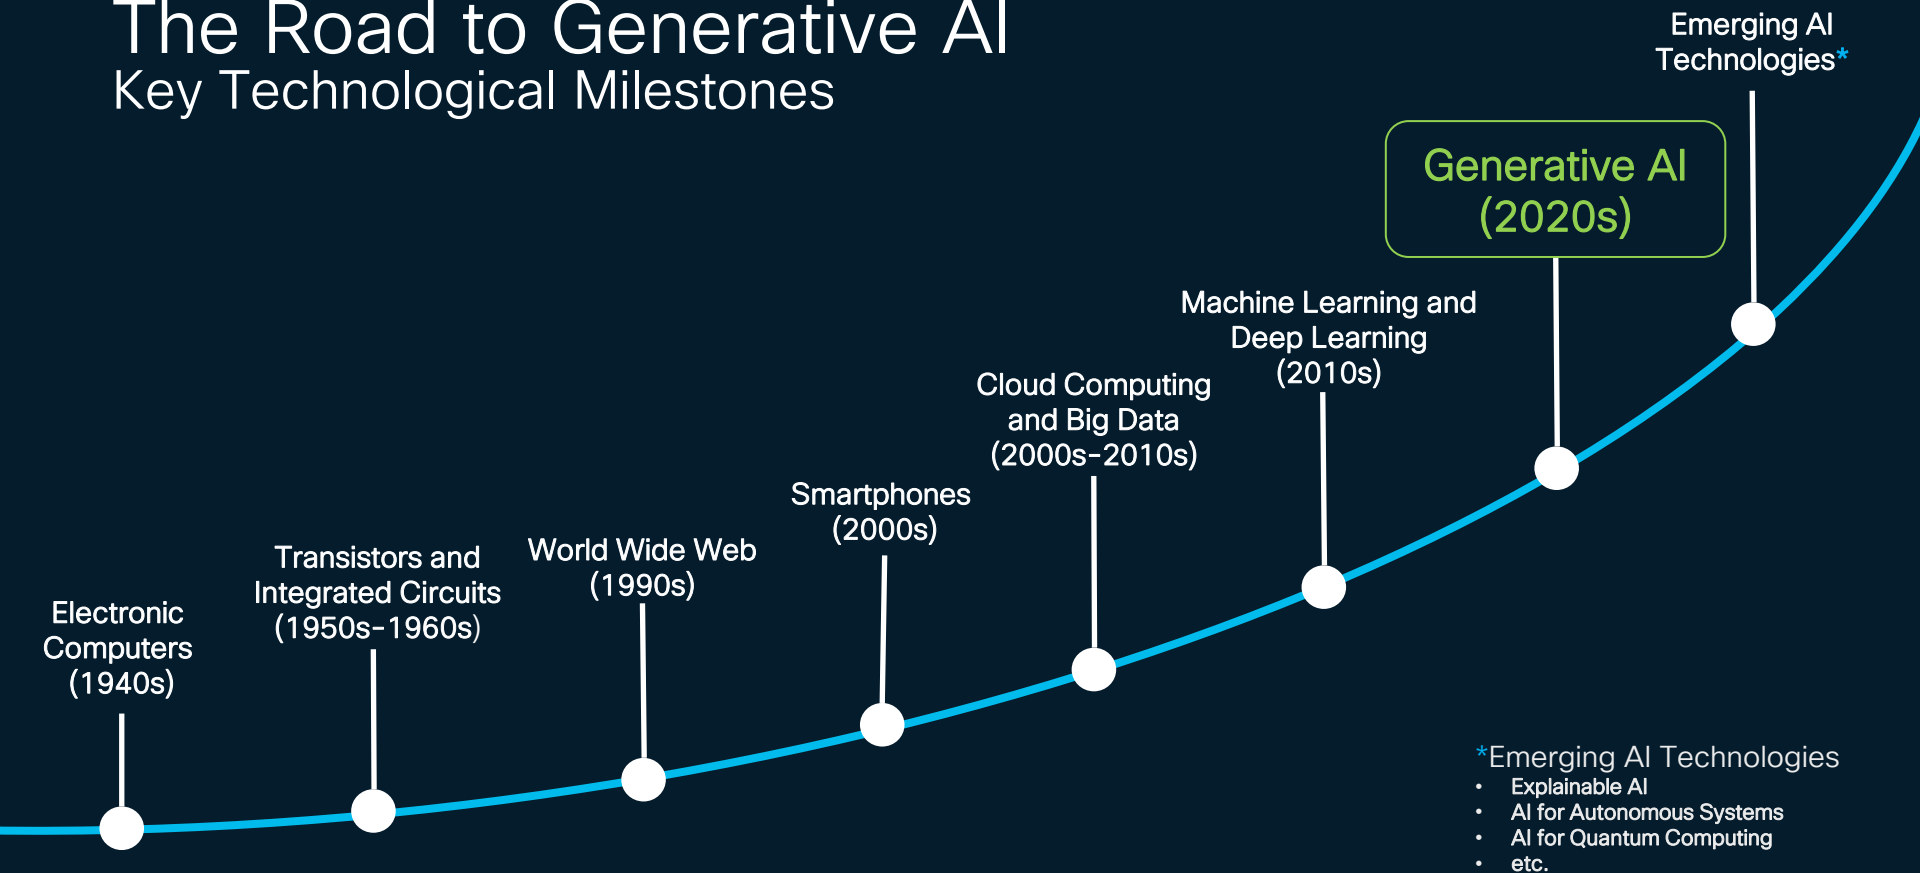 The Road to Generative AI
Key Technological Milestones
Electronic
Computers
(1940s)
Transistors and
Integrated Circuits
(1950s-1960s)
World Wide Web
(1990s)
Smartphones
(2000s)
Cloud Computing
and Big Data
(2000s-2010s)
Machine Learning and
Deep Learning
(2010s)
Generative AI
(2020s)
Emerging AI
Technologies*
*Emerging AI Technologies
• Explainable AI
• AI for Autonomous Systems
• AI for Quantum Computing
• etc.